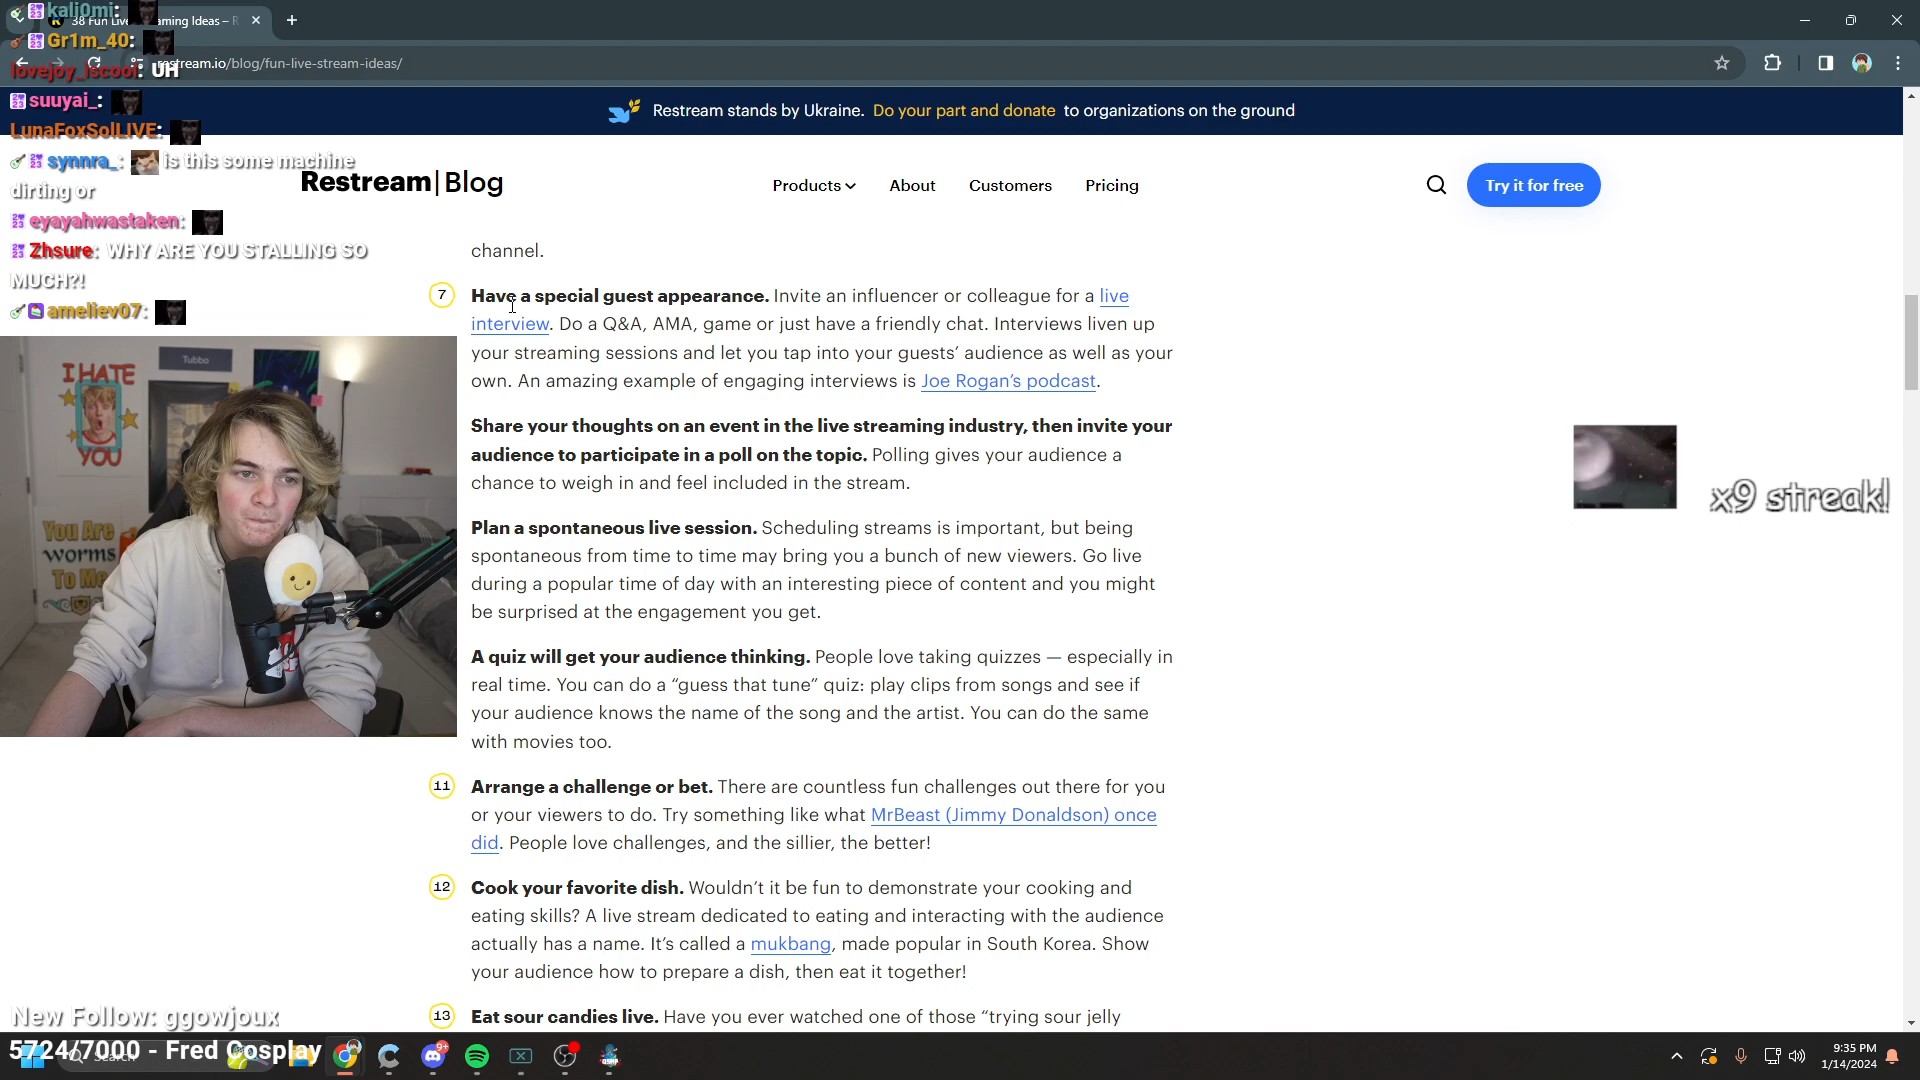 kali0mi:
38 Fun Live
aming Ideas – R
Gr1m_40:
restream.io/blog/fun-live-stream-ideas/
lovejoy_iscool: UH
suuyai_:
Restream stands by Ukraine. Do your part and donate to organizations on the ground
LunaFoxSolLIVE:
synnra_: is this some machine
dirting or
Restream | Blog
Products
About
Customers
Pricing
Try it for free
eyayahwastaken:
Zhsure: WHY ARE YOU STALLING SO
MUCH?!
ameliev07:
channel.
7
Have a special guest appearance. Invite an influencer or colleague for a live
interview. Do a Q&A, AMA, game or just have a friendly chat. Interviews liven up
your streaming sessions and let you tap into your guests’ audience as well as your
own. An amazing example of engaging interviews is Joe Rogan’s podcast.
Share your thoughts on an event in the live streaming industry, then invite your
audience to participate in a poll on the topic. Polling gives your audience a
chance to weigh in and feel included in the stream.
Plan a spontaneous live session. Scheduling streams is important, but being
spontaneous from time to time may bring you a bunch of new viewers. Go live
during a popular time of day with an interesting piece of content and you might
be surprised at the engagement you get.
A quiz will get your audience thinking. People love taking quizzes — especially in
real time. You can do a “guess that tune” quiz: play clips from songs and see if
your audience knows the name of the song and the artist. You can do the same
with movies too.
11
Arrange a challenge or bet. There are countless fun challenges out there for you
or your viewers to do. Try something like what MrBeast (Jimmy Donaldson) once
did. People love challenges, and the sillier, the better!
12
Cook your favorite dish. Wouldn’t it be fun to demonstrate your cooking and
eating skills? A live stream dedicated to eating and interacting with the audience
actually has a name. It’s called a mukbang, made popular in South Korea. Show
your audience how to prepare a dish, then eat it together!
13
Eat sour candies live. Have you ever watched one of those “trying sour jelly
Tubbo
I HATE
YOU
You Are
worms
To Me
x9 streak!
New Follow: ggowjoux
5724/7000 - Fred Cosplay
Search
9+
9:35 PM
1/14/2024